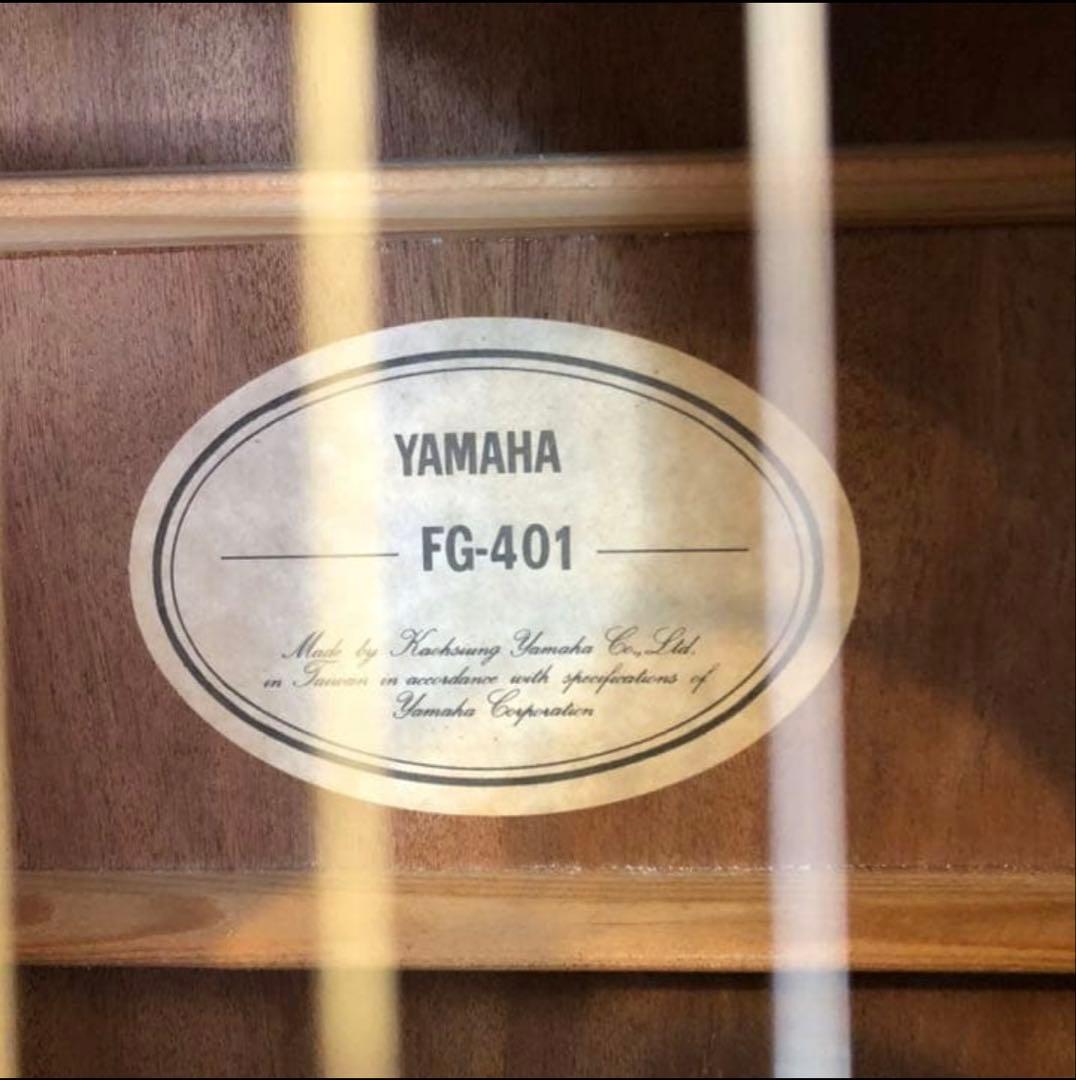 YAMAHA
FG-401
Made by Kaohsiung Yamaha Co., Ltd.
in Taiwan in accordance with specifications of
Yamaha Corporation